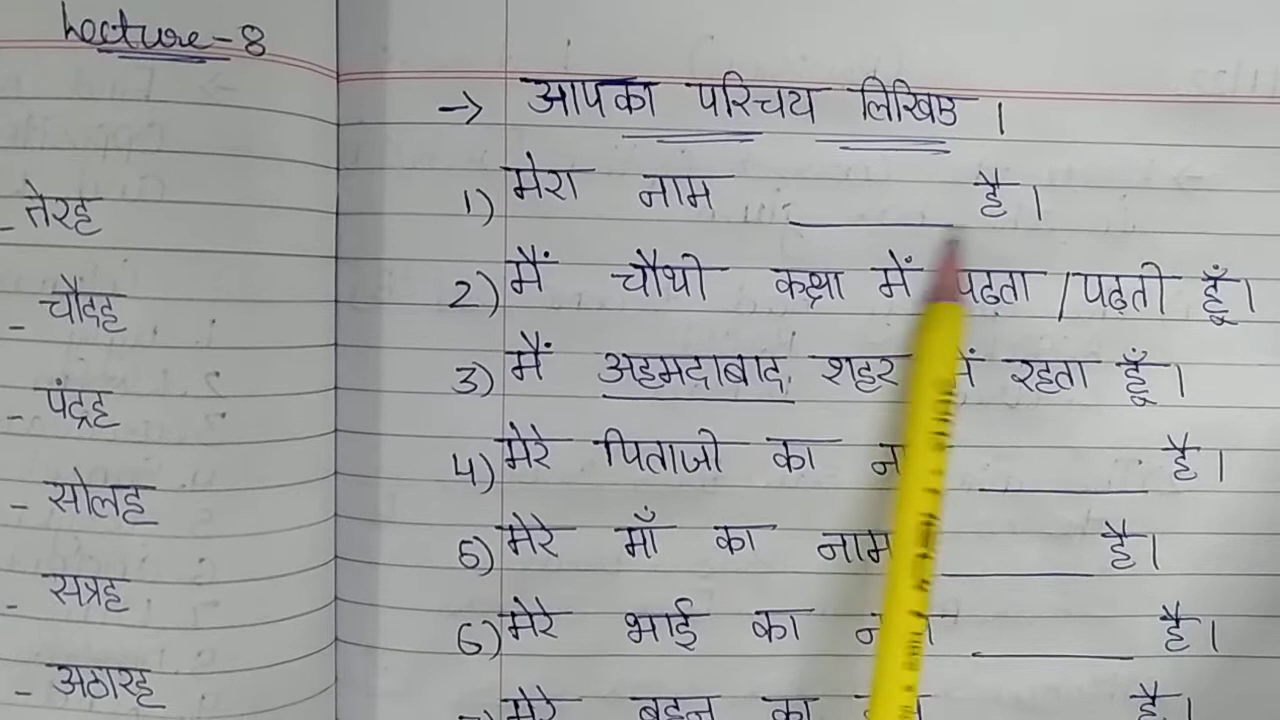 Lecture-8
- तेरह
- चौदह
- पंद्रह
- सोलह
- सत्रह
- अठारह
→ आपका परिचय लिखिए ।
1) मेरा नाम ______ है ।
2) मैं चौथी कक्षा में पढ़ता / पढ़ती हूँ ।
3) मैं अहमदाबाद शहर में रहता हूँ ।
4) मेरे पिताजी का ______ है ।
5) मेरे माँ का नाम ______ है ।
6) मेरे भाई का ______ है ।
7) मेरे बहन का है ।